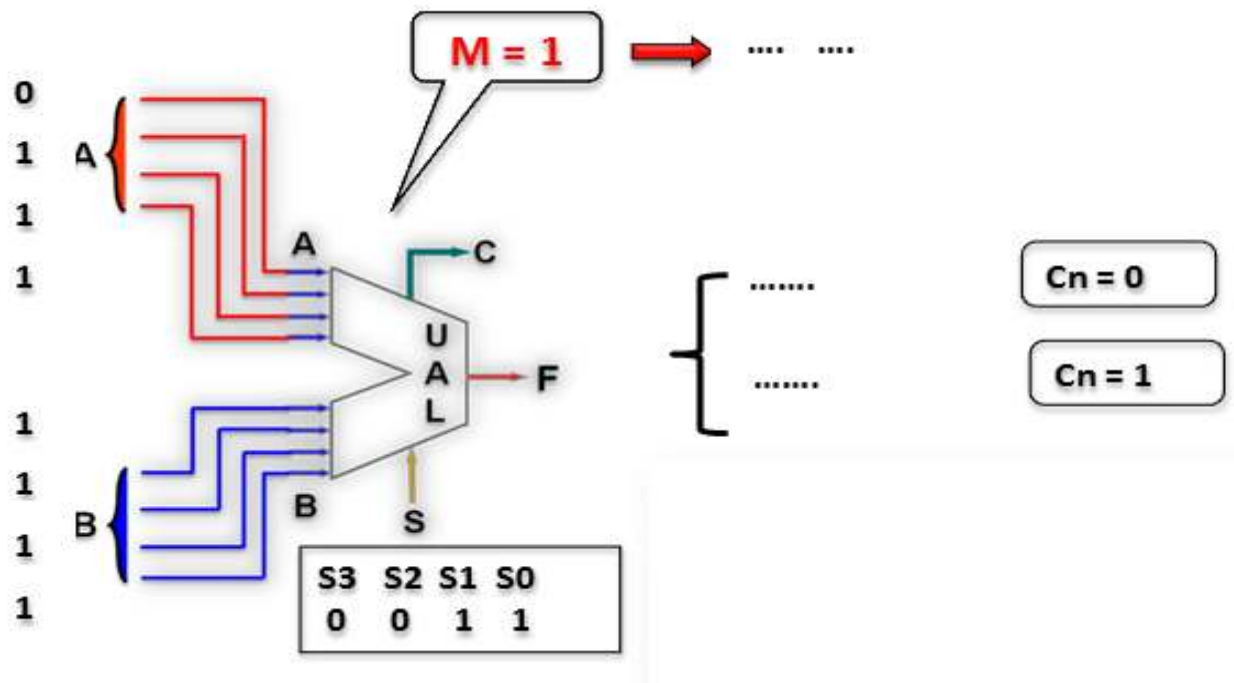 M = 1
.... ....
0
1
1
1
A
A
C
U
A
L
F
.......
Cn = 0
.......
Cn = 1
1
1
1
1
B
B
S
S3 S2 S1 S0
0 0 1 1